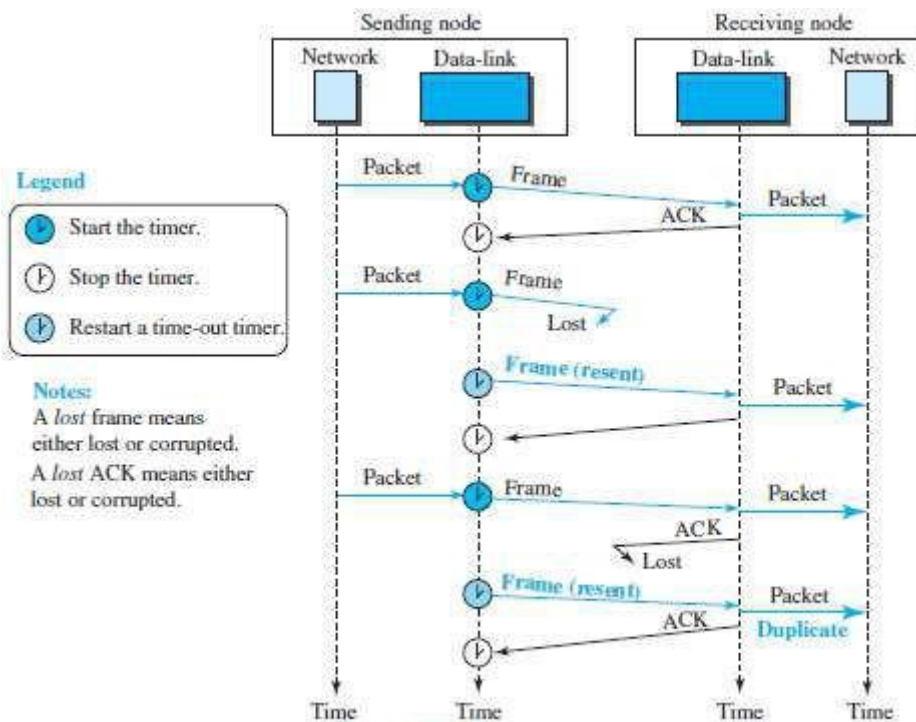 Sending node
Receiving node
Network
Data-link
Data-link
Network
Packet
Frame
Packet
ACK
Legend
Start the timer.
Stop the timer.
Restart a time-out timer.
Packet
Frame
Lost
Frame (resent)
Packet
Notes:
A lost frame means
either lost or corrupted.
A lost ACK means either
lost or corrupted.
Packet
Frame
Packet
ACK
Lost
Frame (resent)
Packet
ACK
Duplicate
Time
Time
Time
Time